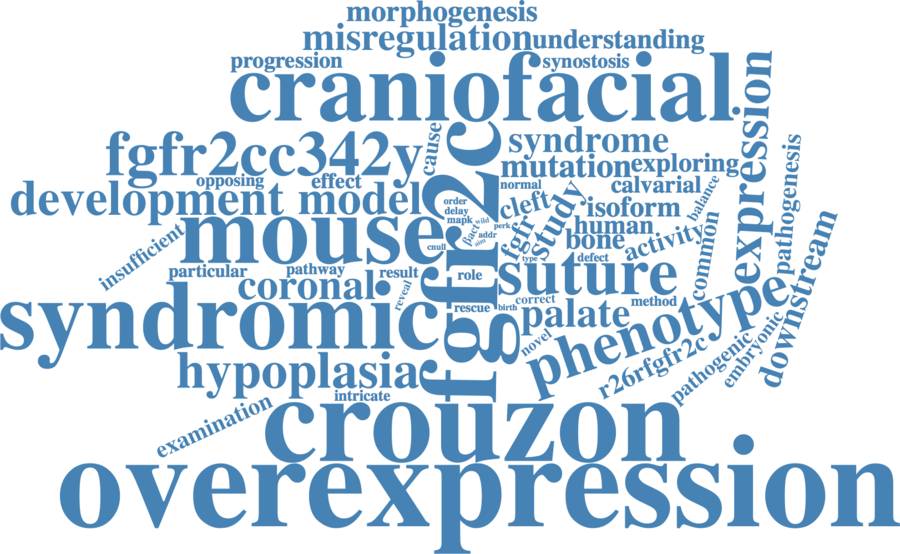 morphogenesis
misregulation
understanding
progression
synostosis
craniofacial
expression
fgfr2cc342y
cause
fgfr2c
syndrome
mutation
exploring
pathogenesis
opposing
effect
normal
calvarial
balance
development
model
order
delay
mapk
wild
cleft
study
isoform
mouse
βact
addr
aim
perk
fgfr
type
human
bone
activity
common
insufficient
cnull
defect
particular
pathway
result
role
suture
downstream
coronal
reveal
rescue
birth
correct
method
syndromic
palate
phenotype
novel
hypoplasia
r26rfgfr2c
pathogenic
embryonic
intricate
examination
crouzon
overexpression